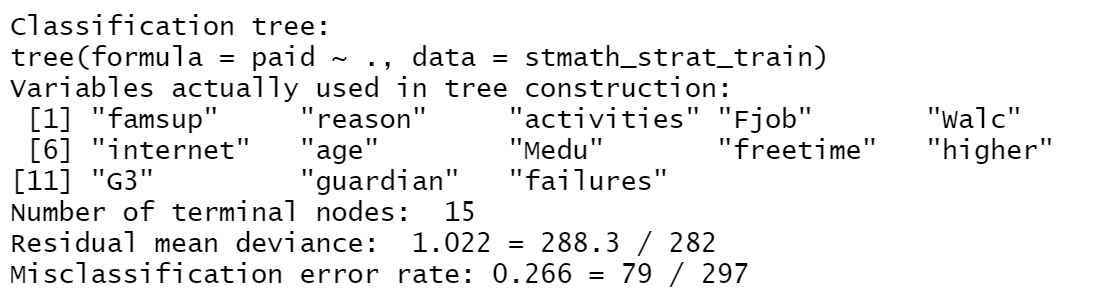 Classification tree:
tree(formula = paid ~ ., data = stmath_strat_train)
Variables actually used in tree construction:
 [1] "famsup"     "reason"     "activities" "Fjob"       "Walc"
 [6] "internet"   "age"        "Medu"       "freetime"   "higher"
[11] "G3"         "guardian"   "failures"
Number of terminal nodes:  15
Residual mean deviance:  1.022 = 288.3 / 282
Misclassification error rate: 0.266 = 79 / 297